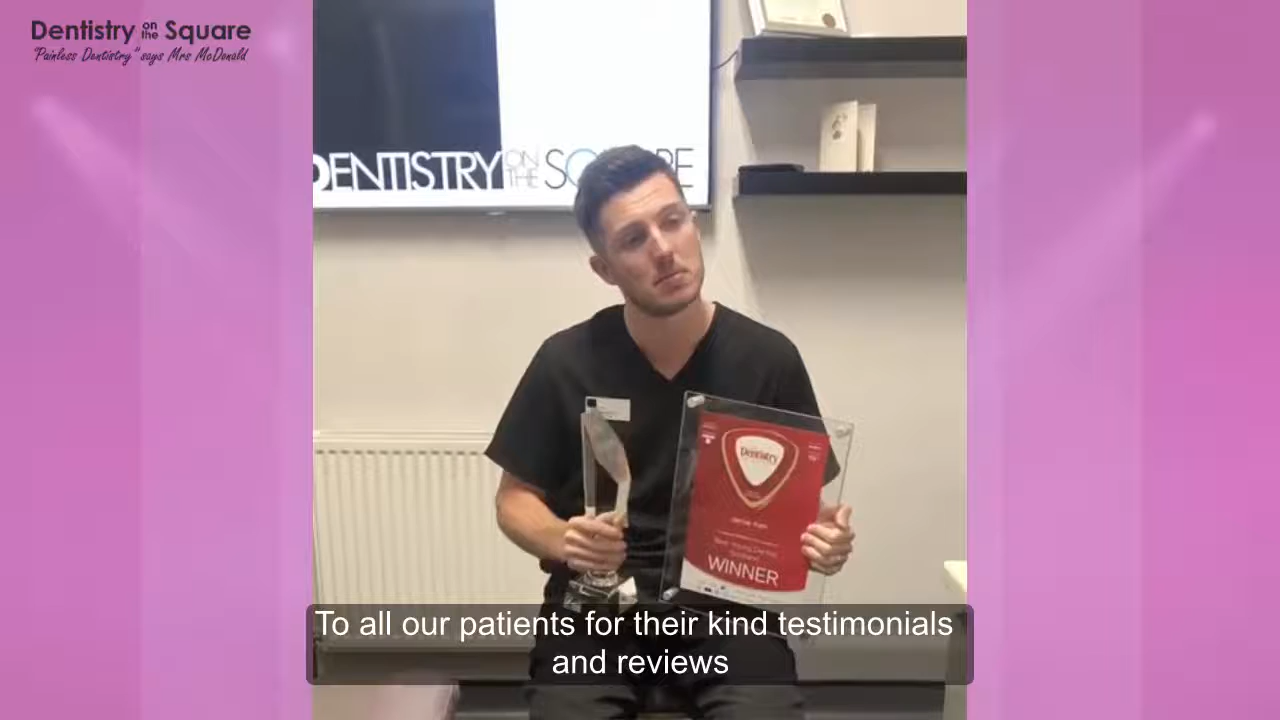 Dentistry on the Square
"Painless Dentistry" says Mrs McDonald
DENTISTRY ON THE SQUARE
Dentistry
WINNER
To all our patients for their kind testimonials
and reviews